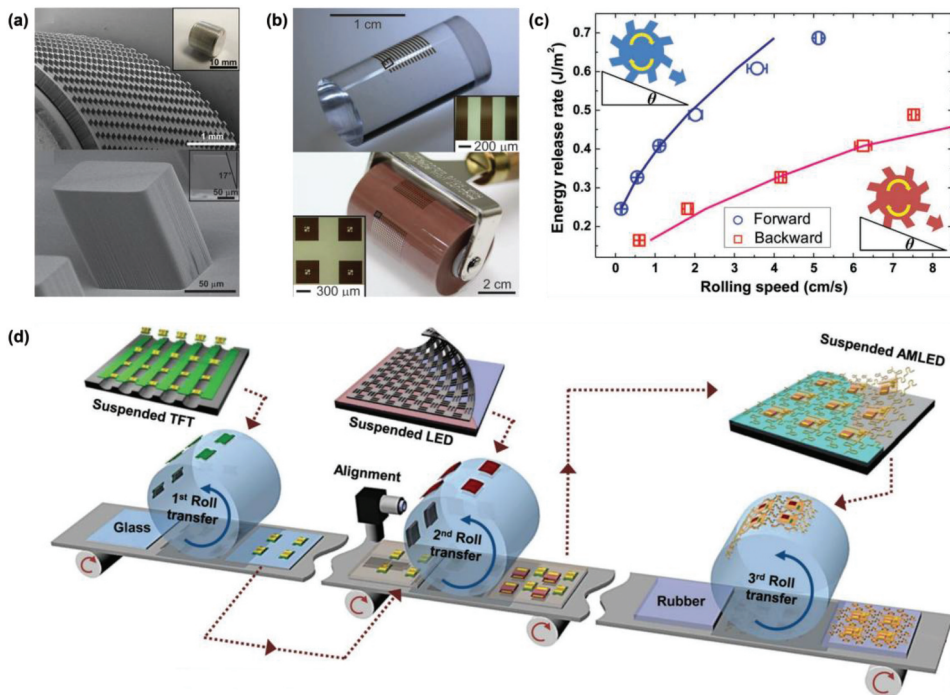 (a)
10 mm
1 mm
17°
50 μm
50 μm
(b)
1 cm
200 μm
300 μm
2 cm
(c)
Energy release rate (J/m²)
0.7
0.6
0.5
0.4
0.3
0.2
θ
θ
Forward
Backward
0 1 2 3 4 5 6 7 8
Rolling speed (cm/s)
(d)
Suspended TFT
Suspended LED
Suspended AMLED
Alignment
Glass
1st Roll
transfer
2nd Roll
transfer
Rubber
3rd Roll
transfer